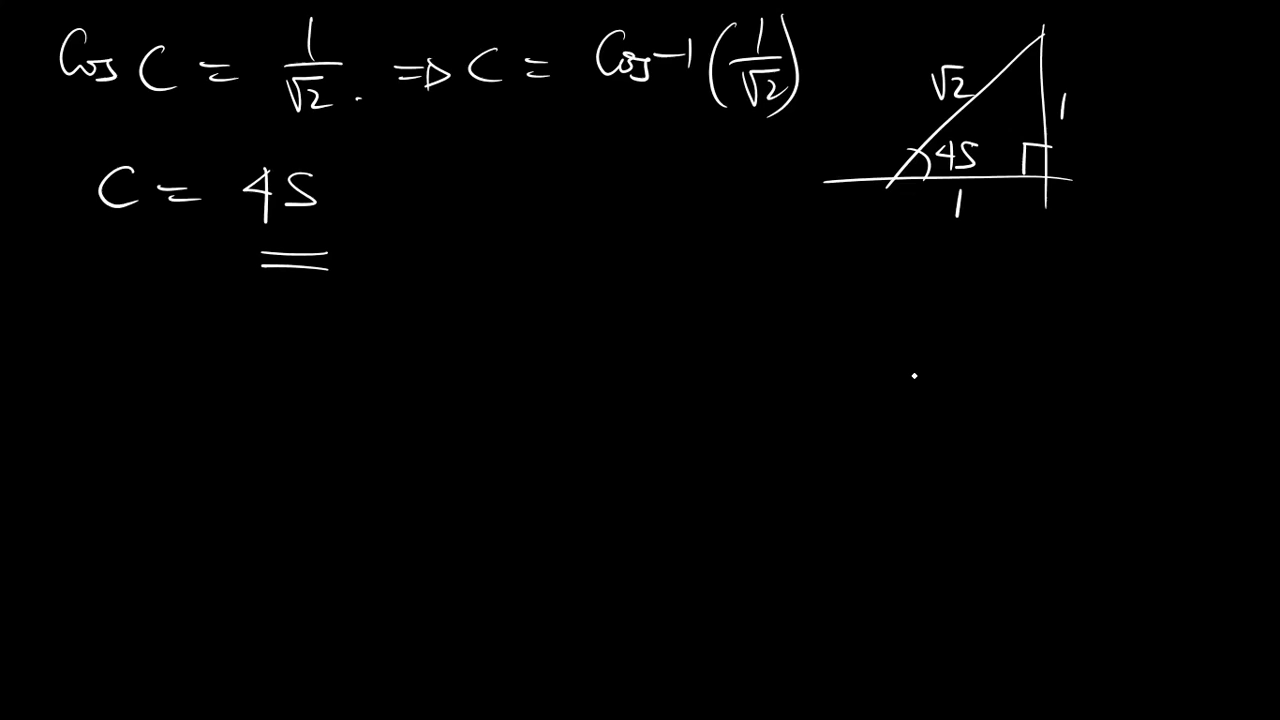 Cos C = 1/√2 . ⇒ C = Cos⁻¹(1/√2)
C = 45
√2
1
45
1